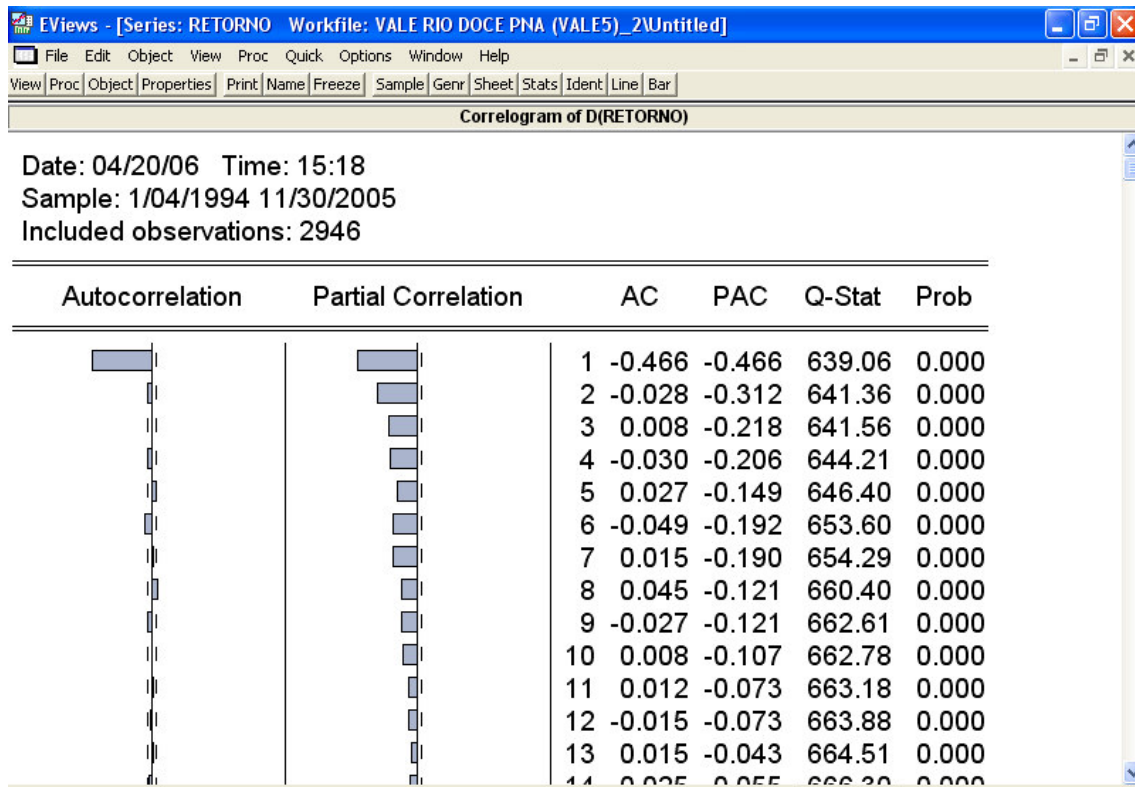 EViews - [Series: RETORNO Workfile: VALE RIO DOCE PNA (VALE5)_2\Untitled]
File Edit Object View Proc Quick Options Window Help
View Proc Object Properties Print Name Freeze Sample Genr Sheet Stats Ident Line Bar
Correlogram of D(RETORNO)
Date: 04/20/06 Time: 15:18
Sample: 1/04/1994 11/30/2005
Included observations: 2946
Autocorrelation Partial Correlation AC PAC Q-Stat Prob
1 -0.466 -0.466 639.06 0.000
2 -0.028 -0.312 641.36 0.000
3 0.008 -0.218 641.56 0.000
4 -0.030 -0.206 644.21 0.000
5 0.027 -0.149 646.40 0.000
6 -0.049 -0.192 653.60 0.000
7 0.015 -0.190 654.29 0.000
8 0.045 -0.121 660.40 0.000
9 -0.027 -0.121 662.61 0.000
10 0.008 -0.107 662.78 0.000
11 0.012 -0.073 663.18 0.000
12 -0.015 -0.073 663.88 0.000
13 0.015 -0.043 664.51 0.000